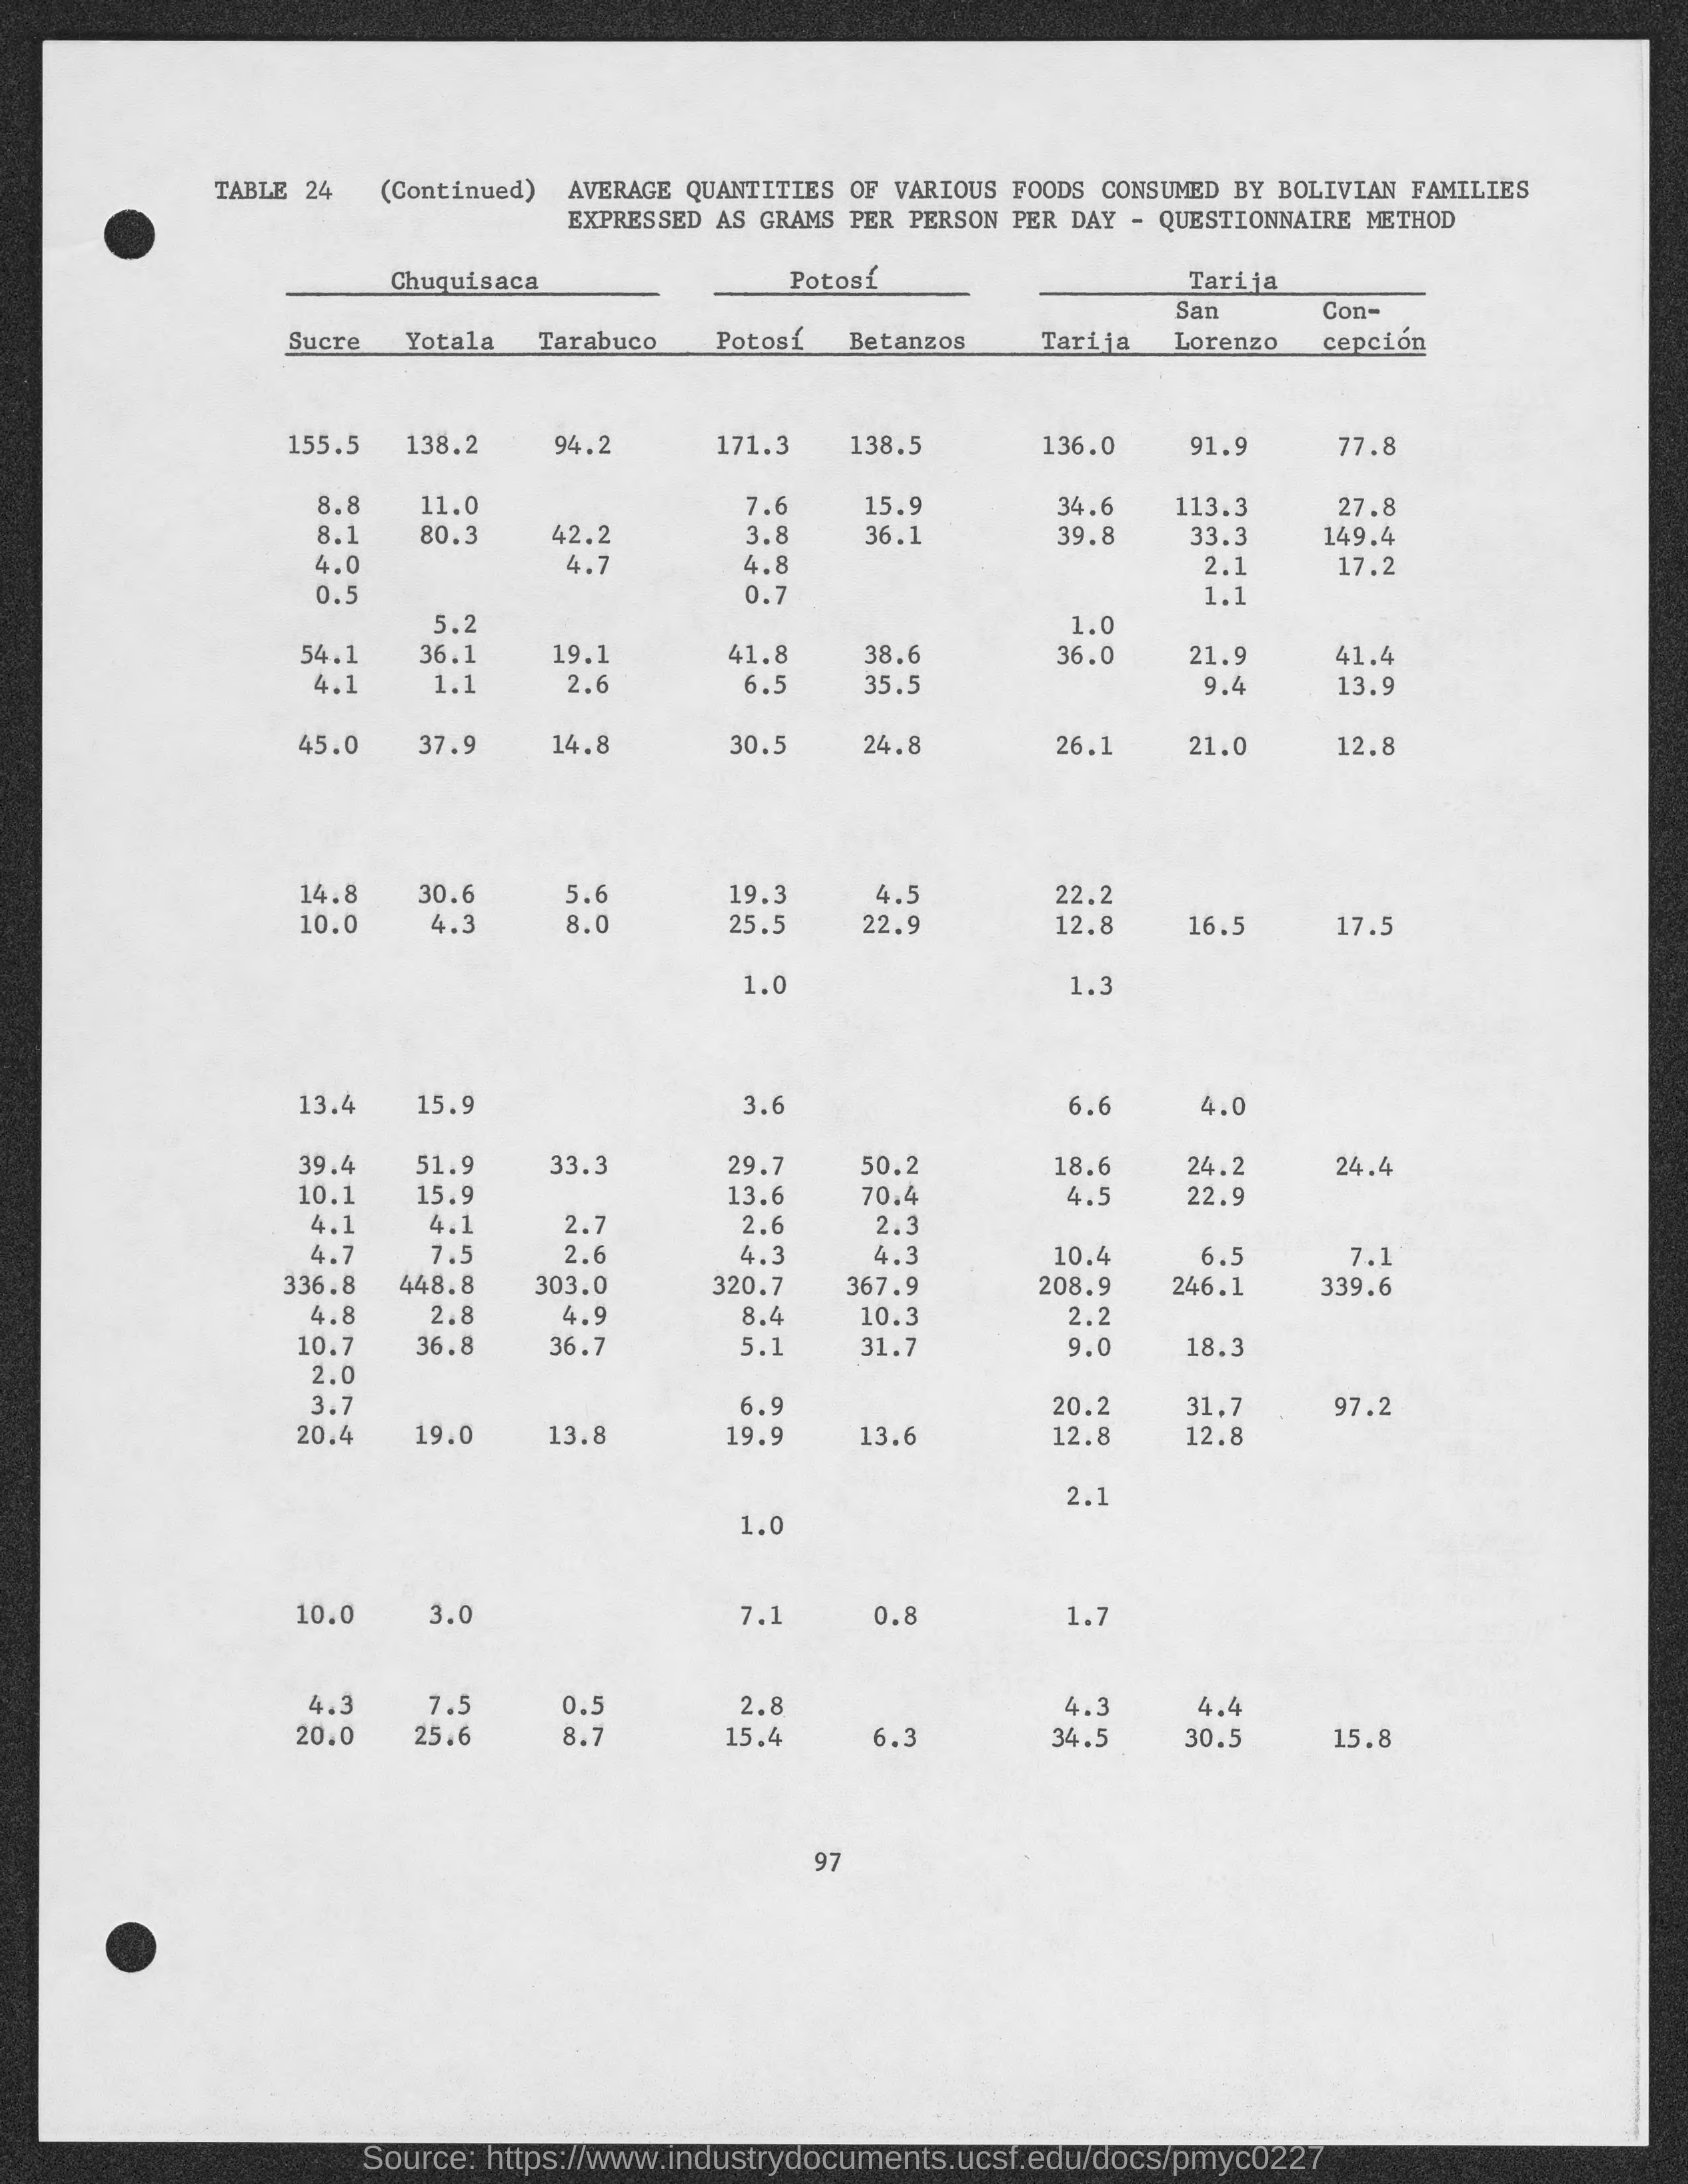 TABLE 24 (Continued) AVERAGE QUANTITIES OF VARIOUS FOODS CONSUMED BY BOLIVIAN FAMILIES
EXPRESSED AS GRAMS PER PERSON PER DAY - QUESTIONNAIRE METHOD
Chuquisaca Potosí Tarija
San Con-
Sucre Yotala Tarabuco Potosí Betanzos Tarija Lorenzo cepción
155.5 138.2 94.2 171.3 138.5 136.0 91.9 77.8
8.8 11.0 7.6 15.9 34.6 113.3 27.8
8.1 80.3 42.2 3.8 36.1 39.8 33.3 149.4
4.0 4.7 4.8 2.1 17.2
0.5 0.7 1.1
5.2 1.0
54.1 36.1 19.1 41.8 38.6 36.0 21.9 41.4
4.1 1.1 2.6 6.5 35.5 9.4 13.9
45.0 37.9 14.8 30.5 24.8 26.1 21.0 12.8
14.8 30.6 5.6 19.3 4.5 22.2
10.0 4.3 8.0 25.5 22.9 12.8 16.5 17.5
1.0 1.3
13.4 15.9 3.6 6.6 4.0
39.4 51.9 33.3 29.7 50.2 18.6 24.2 24.4
10.1 15.9 13.6 70.4 4.5 22.9
4.1 4.1 2.7 2.6 2.3
4.7 7.5 2.6 4.3 4.3 10.4 6.5 7.1
336.8 448.8 303.0 320.7 367.9 208.9 246.1 339.6
4.8 2.8 4.9 8.4 10.3 2.2
10.7 36.8 36.7 5.1 31.7 9.0 18.3
2.0
3.7 6.9 20.2 31.7 97.2
20.4 19.0 13.8 19.9 13.6 12.8 12.8
2.1
1.0
10.0 3.0 7.1 0.8 1.7
4.3 7.5 0.5 2.8 4.3 4.4
20.0 25.6 8.7 15.4 6.3 34.5 30.5 15.8
97
Source: https://www.industrydocuments.ucsf.edu/docs/pmyc0227